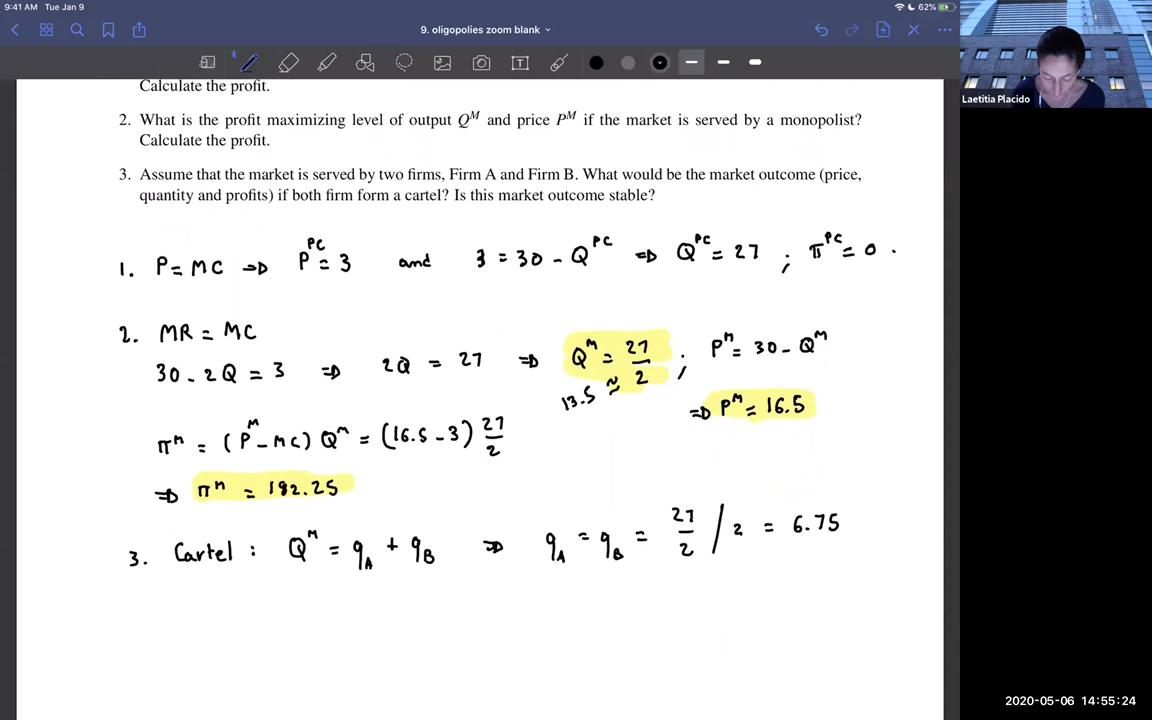 9:41 AM Tue Jan 9
62%
9. oligopolies zoom blank
Laetitia Placido
Calculate the profit.
2. What is the profit maximizing level of output Q^M and price P^M if the market is served by a monopolist?
Calculate the profit.
3. Assume that the market is served by two firms, Firm A and Firm B. What would be the market outcome (price,
quantity and profits) if both firm form a cartel? Is this market outcome stable?
1. P = MC ⇒ P^PC = 3 and 3 = 30 - Q^PC ⇒ Q^PC = 27 ; π^PC = 0 .
2. MR = MC
30 - 2Q = 3 ⇒ 2Q = 27 ⇒ Q^M = 27/2 ; P^M = 30 - Q^M
13.5 ≈
⇒ P^M = 16.5
π^M = (P^M - MC) Q^M = (16.5 - 3) 27/2
⇒ π^M = 182.25
3. Cartel : Q^M = q_A + q_B ⇒ q_A = q_B = 27/2 / 2 = 6.75
2020-05-06 14:55:24